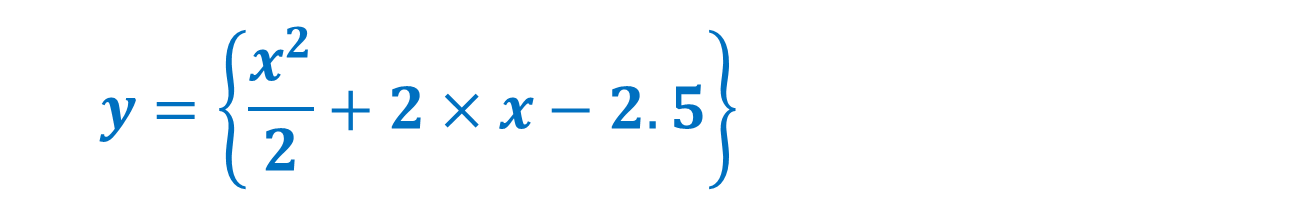 y = {x²/2 + 2 × x − 2.5}